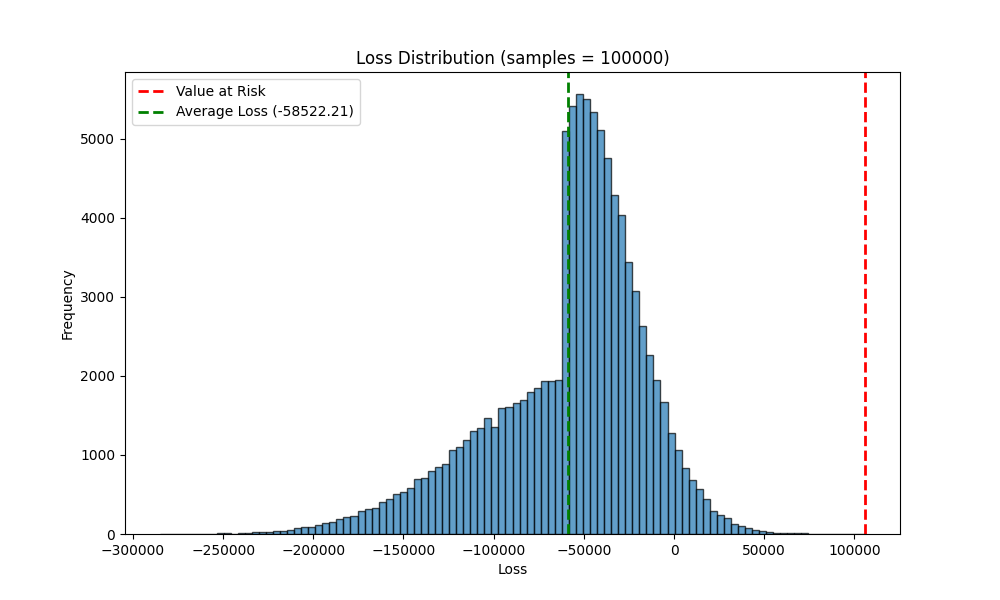 Loss Distribution (samples = 100000)
Value at Risk
Average Loss (-58522.21)
Frequency
5000
4000
3000
2000
1000
0
−300000 −250000 −200000 −150000 −100000 −50000 0 50000 100000
Loss